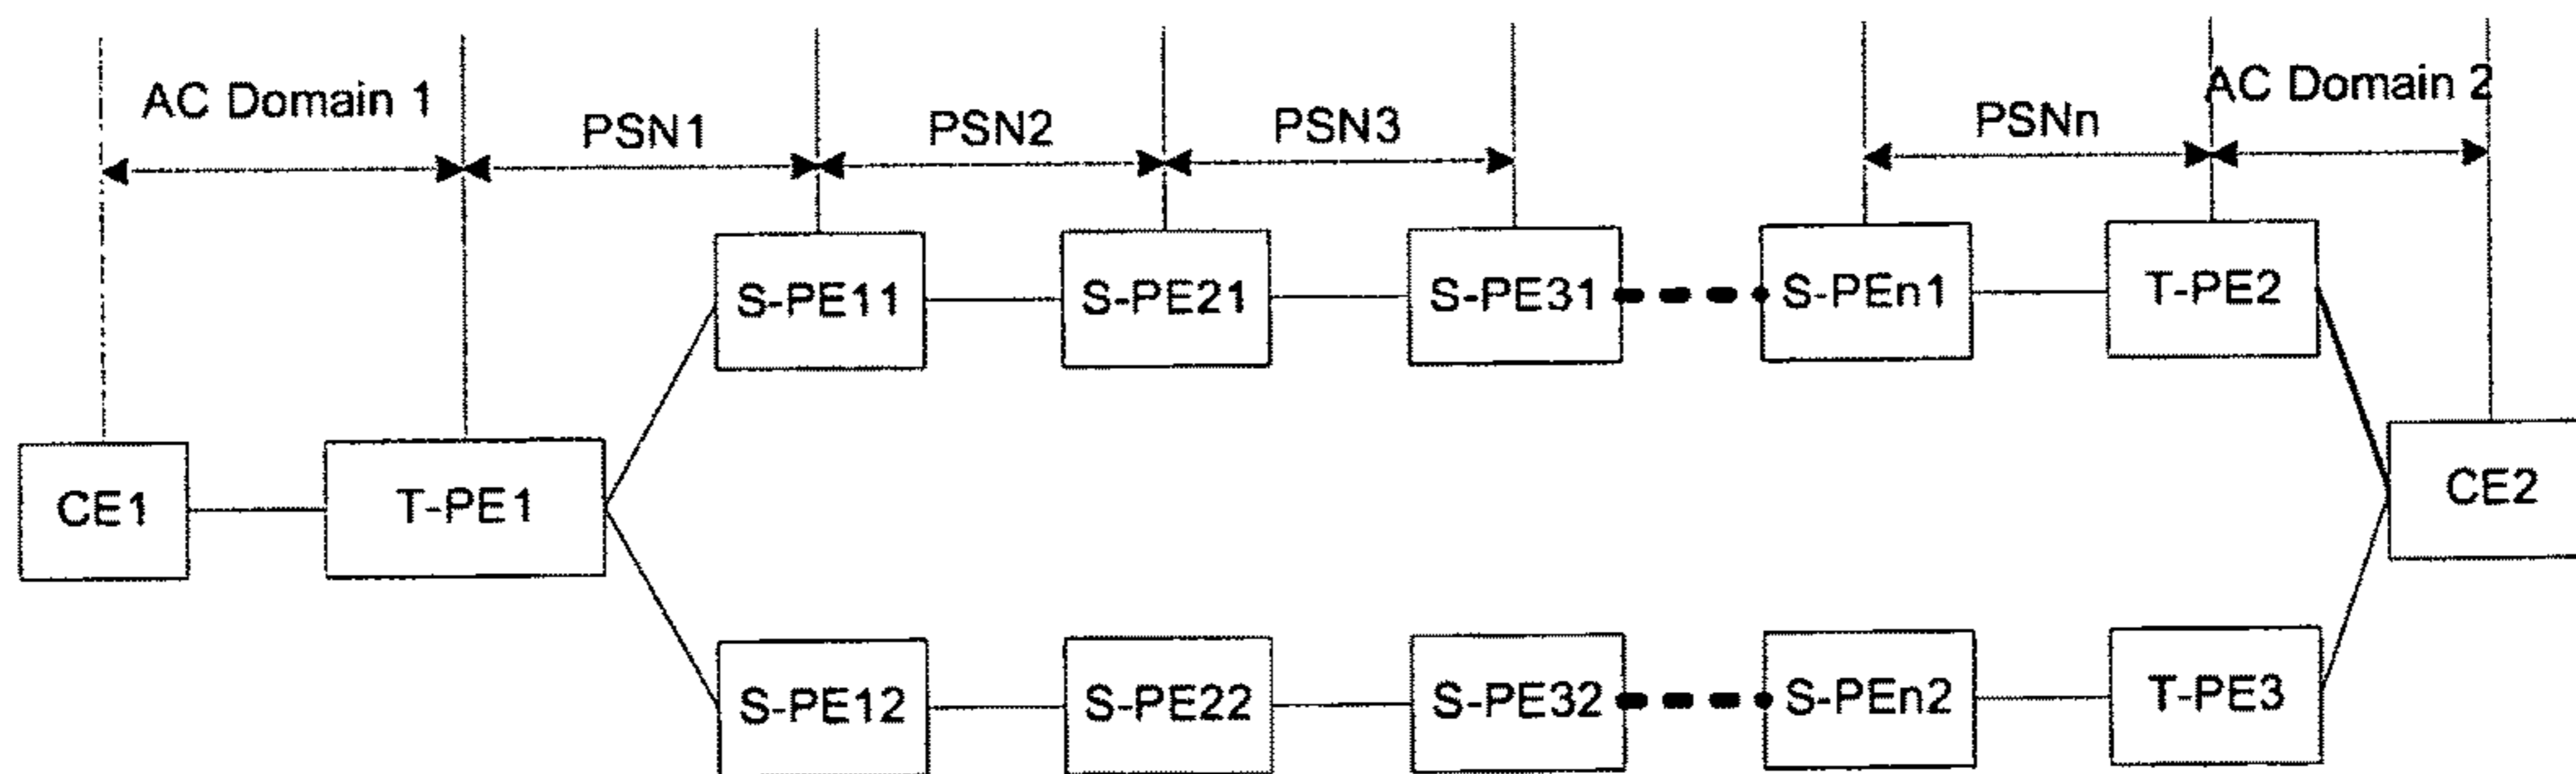 AC Domain 1
PSN1
PSN2
PSN3
PSNn
AC Domain 2
S-PE11
S-PE21
S-PE31
S-PEn1
T-PE2
CE1
T-PE1
CE2
S-PE12
S-PE22
S-PE32
S-PEn2
T-PE3